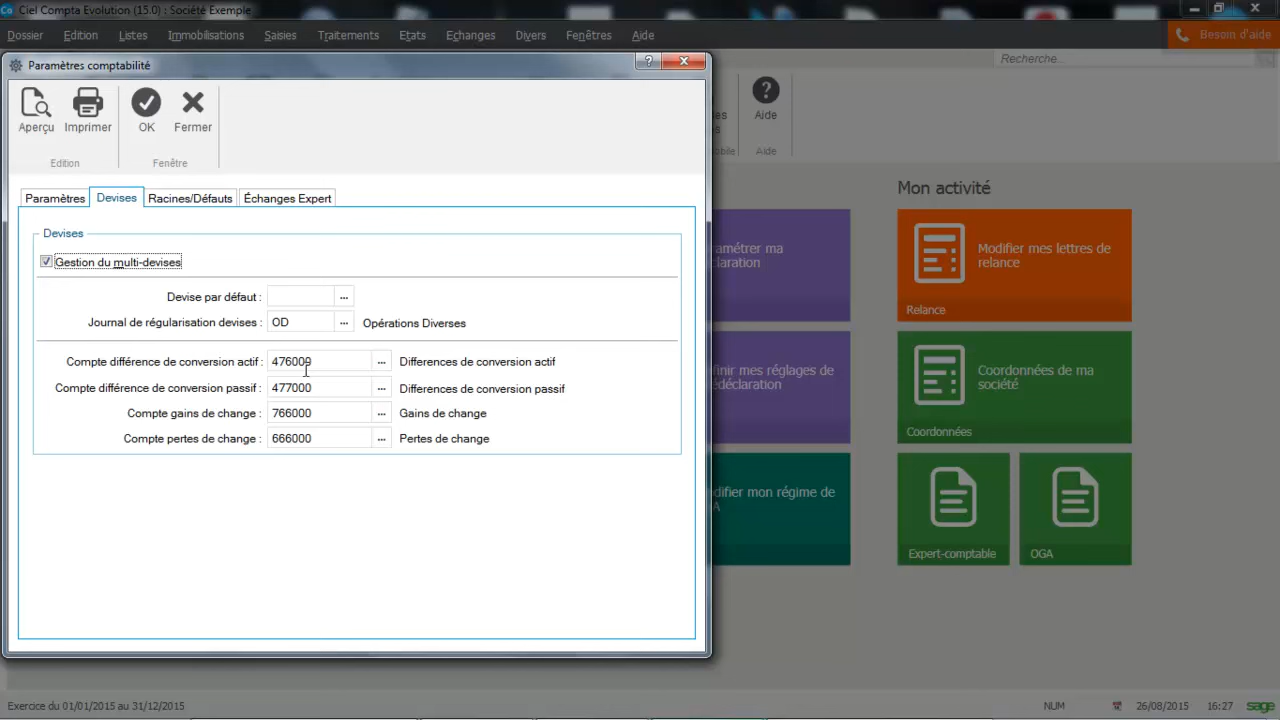 Ciel Compta Evolution (15.0) : Société Exemple
Dossier Edition Listes Immobilisations Saisies Traitements Etats Echanges Divers Fenêtres Aide
Besoin d'aide
Paramètres comptabilité
?
Recherche...
Aperçu Imprimer OK Fermer
Edition Fenêtre
Aide
Aide
Paramètres Devises Racines/Défauts Échanges Expert
Devises
Gestion du multi-devises
Devise par défaut : ...
Journal de régularisation devises : OD ... Opérations Diverses
Compte différence de conversion actif : 476000 ... Differences de conversion actif
Compte différence de conversion passif : 477000 ... Differences de conversion passif
Compte gains de change : 766000 ... Gains de change
Compte pertes de change : 666000 ... Pertes de change
Mon activité
Modifier mes lettres de
relance
Relance
Coordonnées de ma
société
Coordonnées
Expert-comptable
OGA
Exercice du 01/01/2015 au 31/12/2015
NUM 26/08/2015 16:27 sage